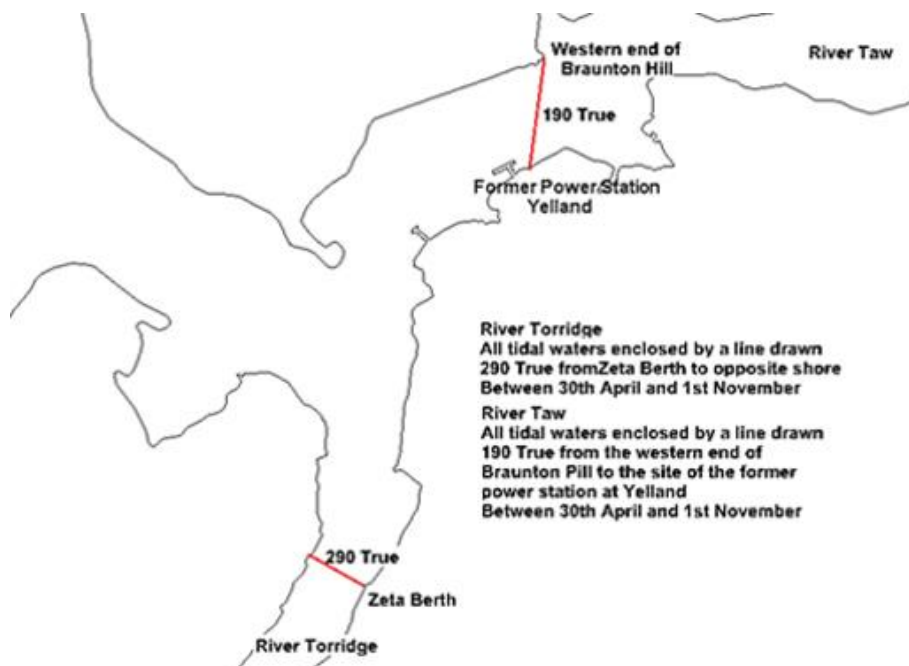 Western end of
Braunton Hill
River Taw
190 True
Former Power Station
Yelland
River Torridge
All tidal waters enclosed by a line drawn
290 True fromZeta Berth to opposite shore
Between 30th April and 1st November
River Taw
All tidal waters enclosed by a line drawn
190 True from the western end of
Braunton Pill to the site of the former
power station at Yelland
Between 30th April and 1st November
290 True
Zeta Berth
River Torridge